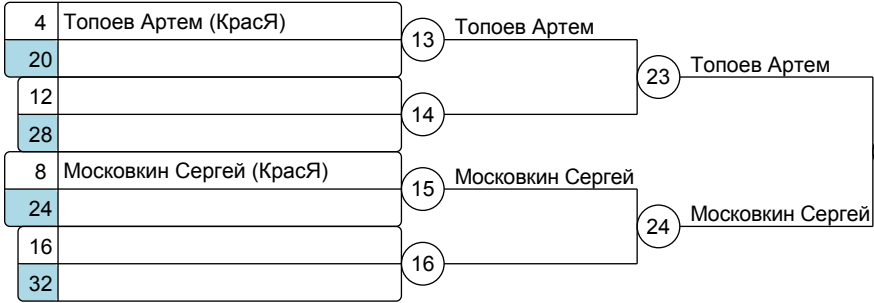 4 Топоев Артем (КрасЯ)
20
13 Топоев Артем
12
28
14
23 Топоев Артем
8 Московкин Сергей (КрасЯ)
24
15 Московкин Сергей
16
32
16
24 Московкин Сергей